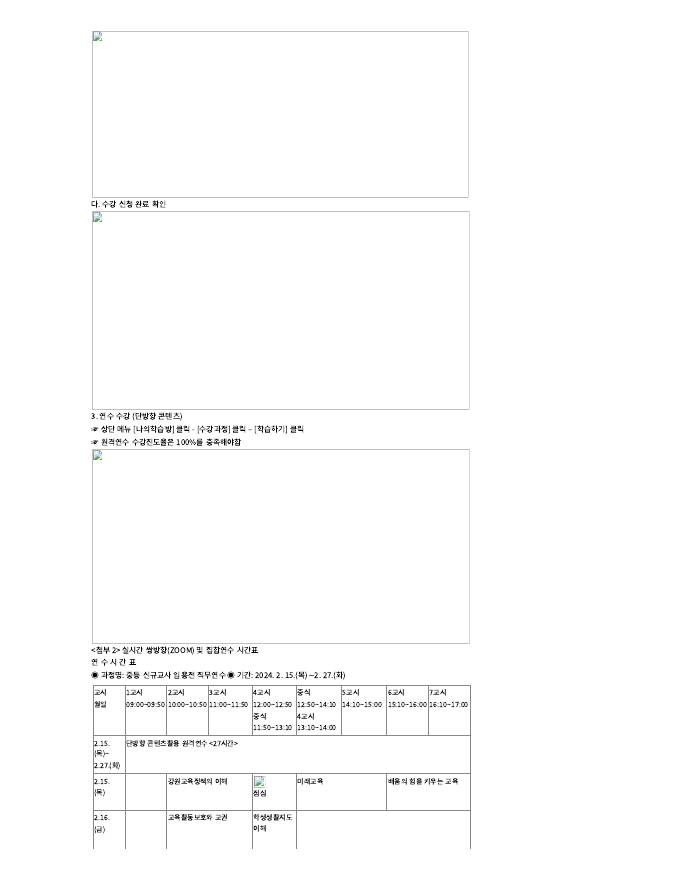 다. 수강 신청 완료 확인
3. 연수 수강 (단방향 콘텐츠)
☞ 상단 메뉴 [나의학습방] 클릭 - [수강과정] 클릭 - [학습하기] 클릭
☞ 원격연수 수강진도율은 100%를 충족해야함
<첨부 2> 실시간 쌍방향(ZOOM) 및 집합연수 시간표
연 수 시 간 표
◉ 과정명: 중등 신규교사 임용전 직무연수 ◉ 기간: 2024. 2. 15.(목) ~2. 27.(화)
교시 1교시 2교시 3교시 4교시 중식 5교시 6교시 7교시
월일 09:00~09:50 10:00~10:50 11:00~11:50 12:00~12:50 12:50~14:10 14:10~15:00 15:10~16:00 16:10~17:00
중식 4교시
11:50~13:10 13:10~14:00
2.15. 단방향 콘텐츠활용 원격연수 <27시간>
(목)~
2.27.(화)
2.15. 강원교육정책의 이해 미래교육 배움의 힘을 키우는 교육
(목) 점심
2.16. 교육활동보호와 교권 학생생활지도
(금) 이해